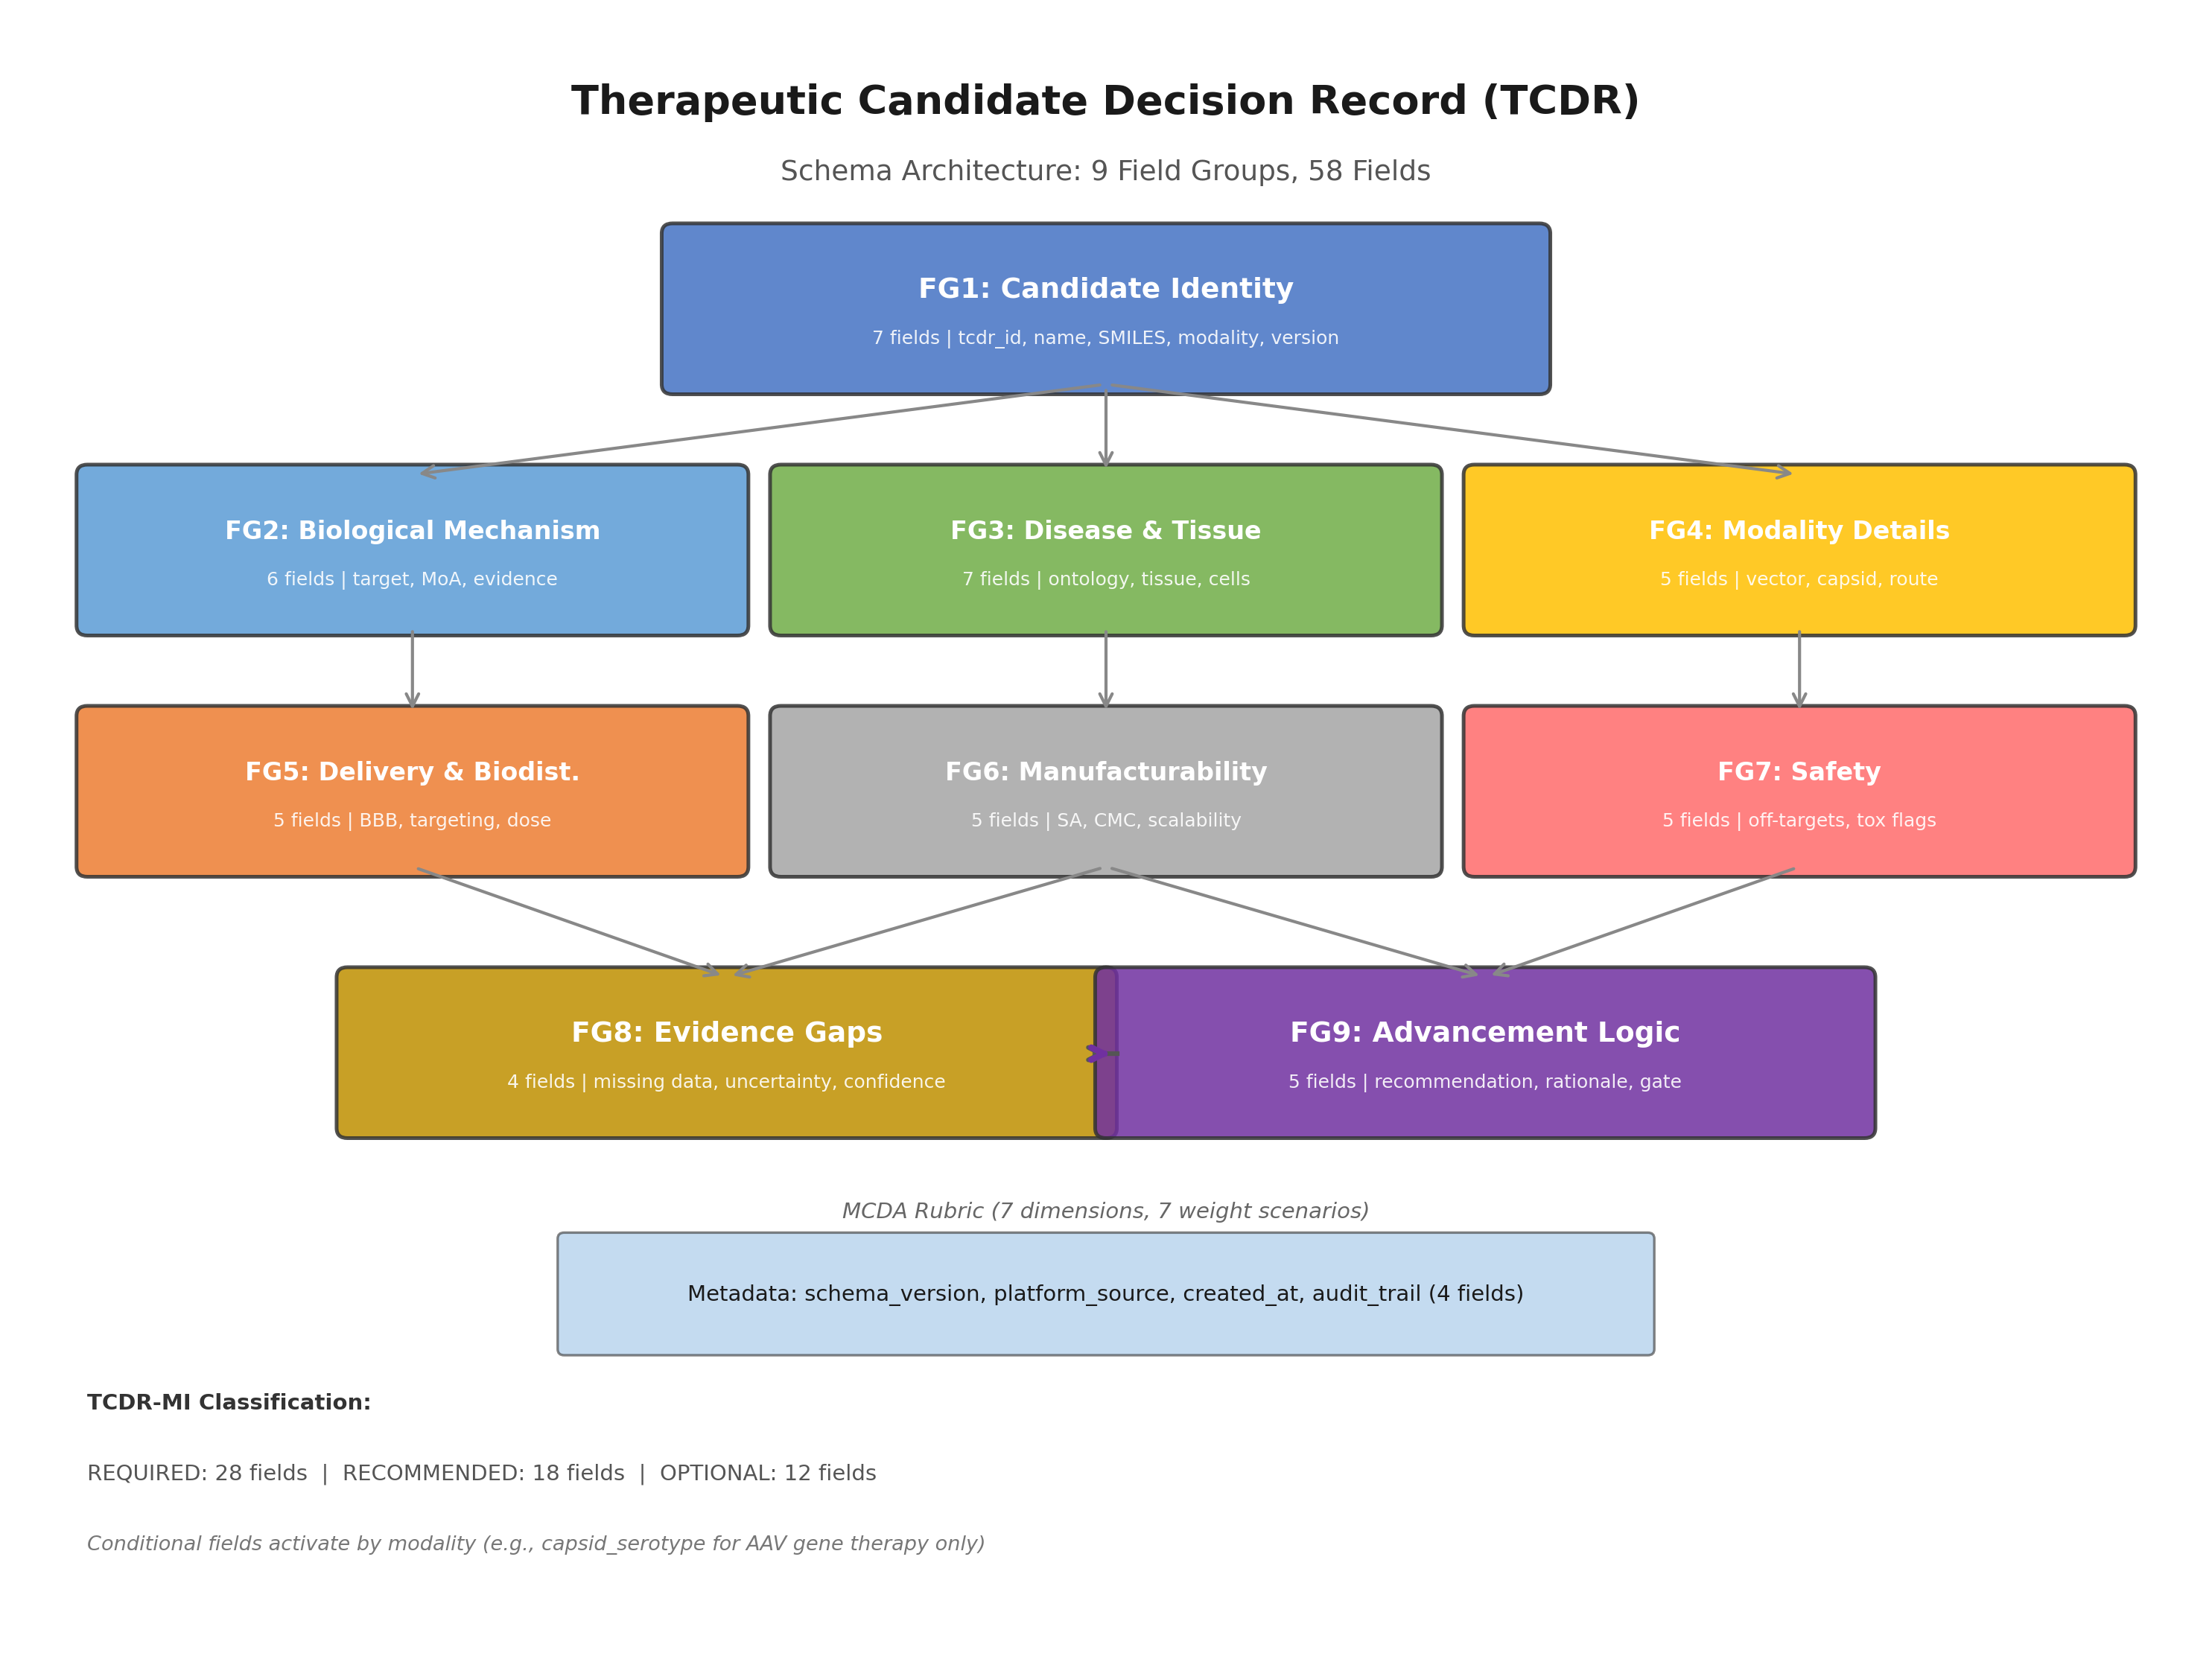 Therapeutic Candidate Decision Record (TCDR)
Schema Architecture: 9 Field Groups, 58 Fields
FG1: Candidate Identity
7 fields | tcdr_id, name, SMILES, modality, version
FG2: Biological Mechanism
6 fields | target, MoA, evidence
FG3: Disease & Tissue
7 fields | ontology, tissue, cells
FG4: Modality Details
5 fields | vector, capsid, route
FG5: Delivery & Biodist.
5 fields | BBB, targeting, dose
FG6: Manufacturability
5 fields | SA, CMC, scalability
FG7: Safety
5 fields | off-targets, tox flags
FG8: Evidence Gaps
4 fields | missing data, uncertainty, confidence
FG9: Advancement Logic
5 fields | recommendation, rationale, gate
MCDA Rubric (7 dimensions, 7 weight scenarios)
Metadata: schema_version, platform_source, created_at, audit_trail (4 fields)
TCDR-MI Classification:
REQUIRED: 28 fields | RECOMMENDED: 18 fields | OPTIONAL: 12 fields
Conditional fields activate by modality (e.g., capsid_serotype for AAV gene therapy only)